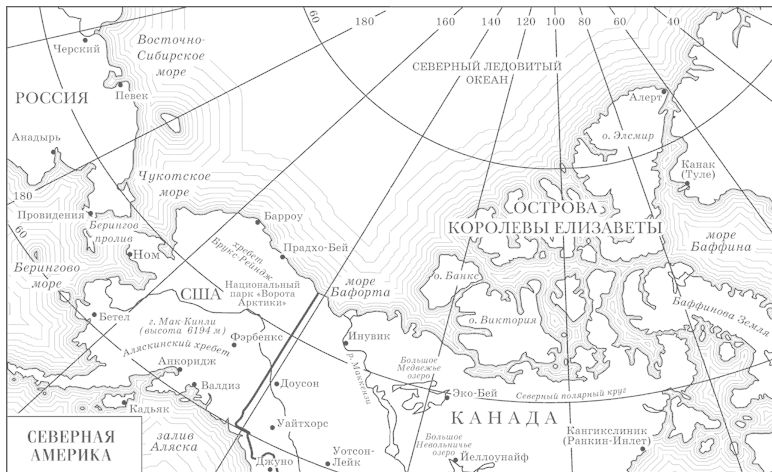 60
180
160
140
120
100
80
60
40
Черский
Восточно-
Сибирское
море
СЕВЕРНЫЙ ЛЕДОВИТЫЙ
ОКЕАН
РОССИЯ
Певек
Алерт
о. Элсмир
Анадырь
Канак
(Туле)
Чукотское
море
180
Провидения
Берингов
пролив
Барроу
ОСТРОВА
КОРОЛЕВЫ ЕЛИЗАВЕТЫ
море
Баффина
60
Ном
хребет
Брукс-Рейндж
Прадхо-Бей
Берингово
море
море
Бафорта
о. Банкс
США
Национальный
парк «Ворота
Арктики»
Баффинова Земля
Бетел
г. Мак-Кинли
(высота 6194 м)
о. Виктория
Фэрбенкс
Инувик
Аляскинский хребет
Анкоридж
Большое
Медвежье
озеро
р. Маккензи
Валдиз
Доусон
Эко-Бей
Северный полярный круг
Кадьяк
КАНАДА
Уайтхорс
Кангикслиник
(Ранкин-Инлет)
СЕВЕРНАЯ
АМЕРИКА
залив
Аляска
Большое
Невольничье
озеро
Джуно
Уотсон-
Лейк
Йеллоунайф